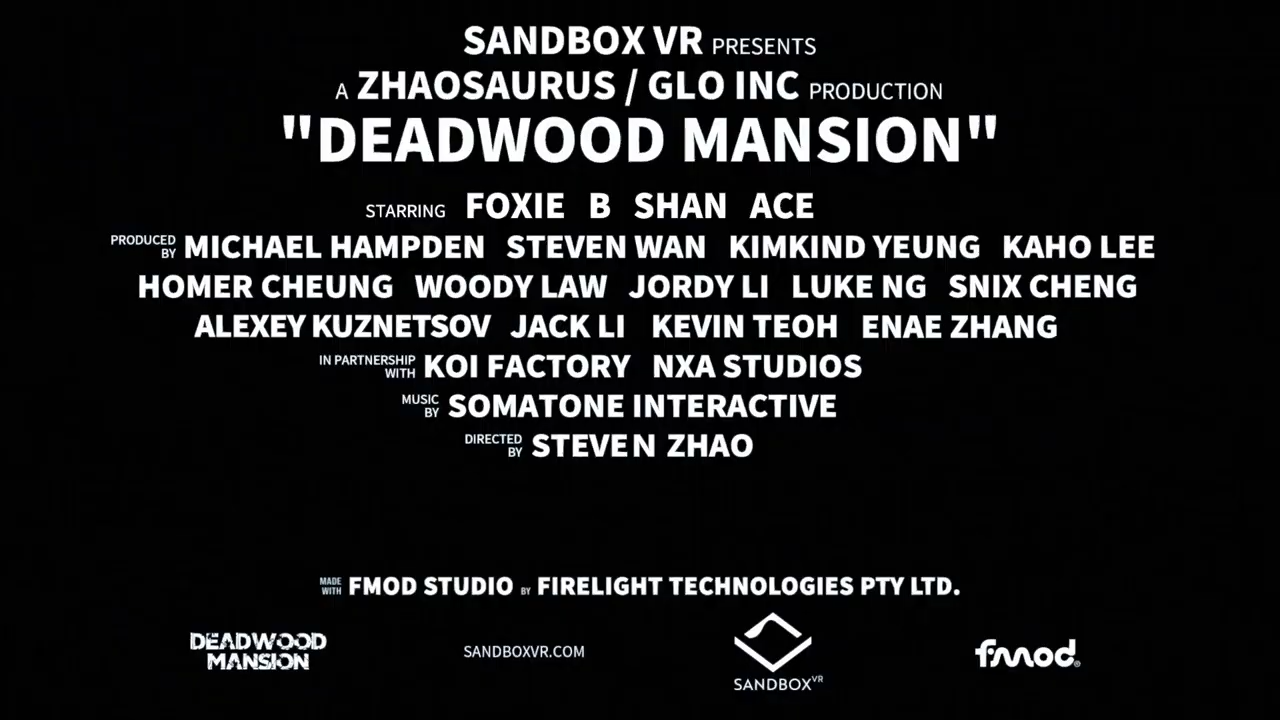 SANDBOX VR PRESENTS
A ZHAOSAURUS / GLO INC PRODUCTION
"DEADWOOD MANSION"
STARRING FOXIE B SHAN ACE
PRODUCED BY MICHAEL HAMPDEN STEVEN WAN KIMKIND YEUNG KAHO LEE
HOMER CHEUNG WOODY LAW JORDY LI LUKE NG SNIX CHENG
ALEXEY KUZNETSOV JACK LI KEVIN TEOH ENAE ZHANG
IN PARTNERSHIP WITH KOI FACTORY NXA STUDIOS
MUSIC BY SOMATONE INTERACTIVE
DIRECTED BY STEVEN ZHAO
MADE WITH FMOD STUDIO BY FIRELIGHT TECHNOLOGIES PTY LTD.
DEADWOOD
MANSION
SANDBOXVR.COM
SANDBOX VR
fmod®